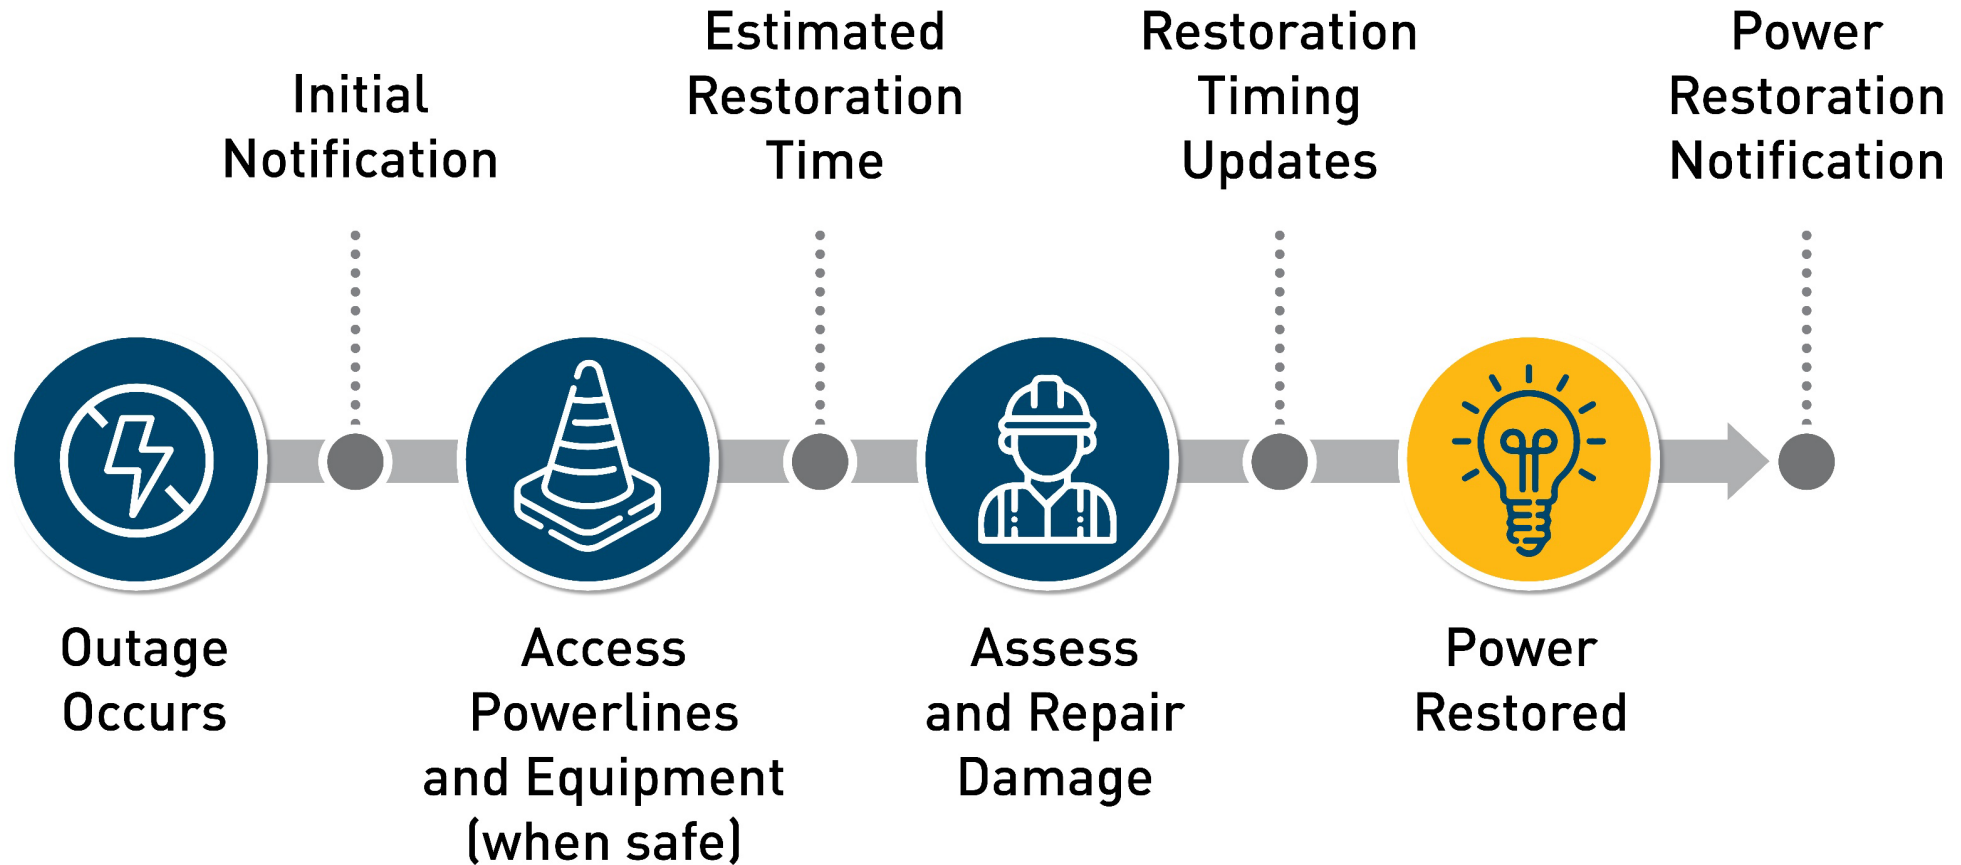 Initial
Notification
Estimated
Restoration
Time
Restoration
Timing
Updates
Power
Restoration
Notification
Outage
Occurs
Access
Powerlines
and Equipment
(when safe)
Assess
and Repair
Damage
Power
Restored